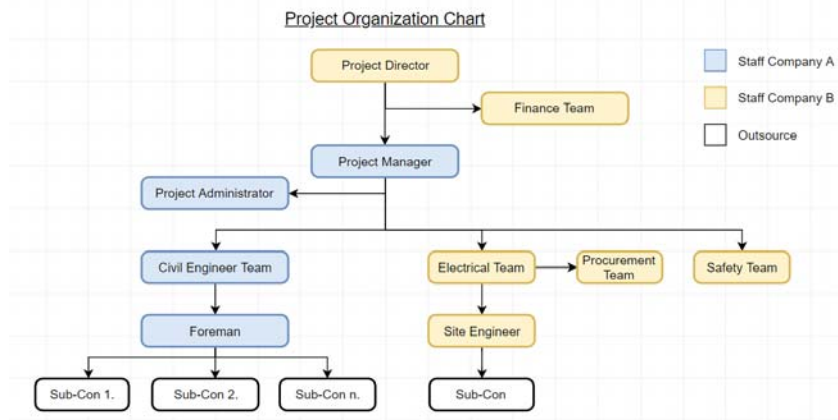 Project Organization Chart
Project Director
Staff Company A
Staff Company B
Finance Team
Outsource
Project Manager
Project Administrator
Civil Engineer Team
Electrical Team
Procurement
Team
Safety Team
Foreman
Site Engineer
Sub-Con 1.
Sub-Con 2.
Sub-Con n.
Sub-Con